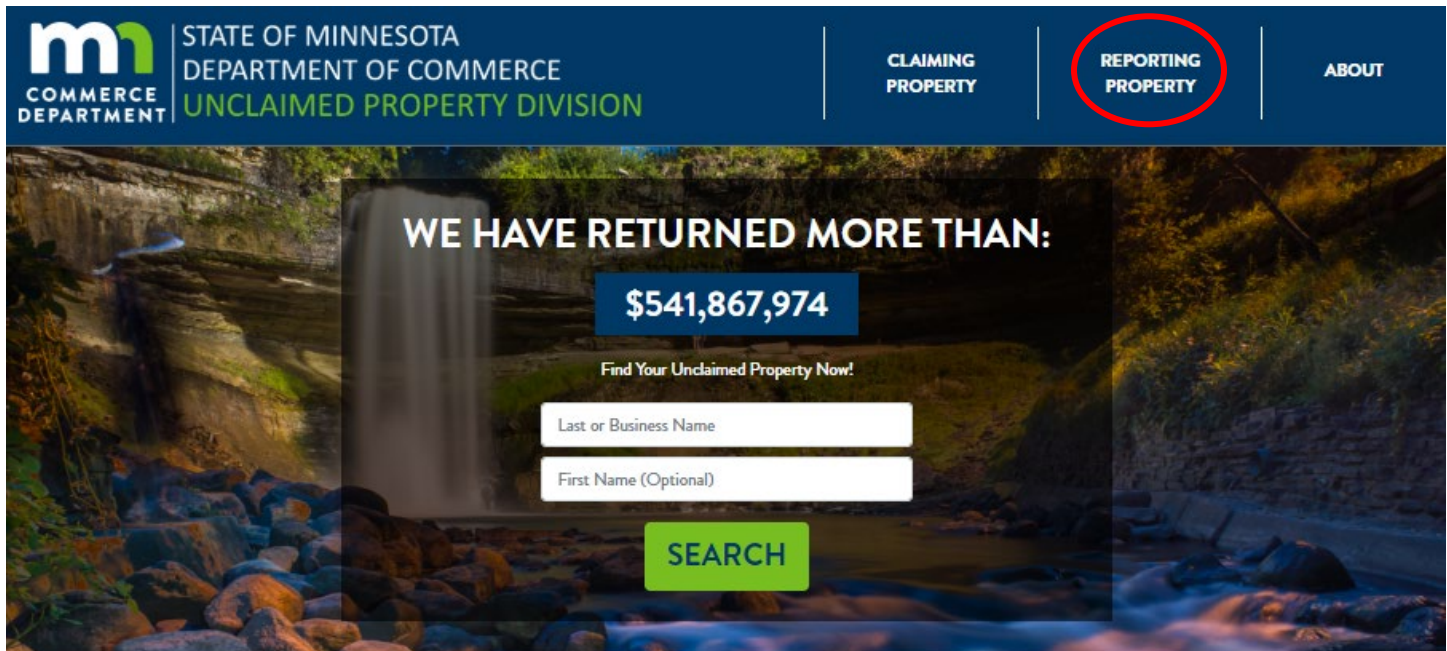 mn
COMMERCE
DEPARTMENT
STATE OF MINNESOTA
DEPARTMENT OF COMMERCE
UNCLAIMED PROPERTY DIVISION
CLAIMING
PROPERTY
REPORTING
PROPERTY
ABOUT
WE HAVE RETURNED MORE THAN:
$541,867,974
Find Your Unclaimed Property Now!
Last or Business Name
First Name (Optional)
SEARCH